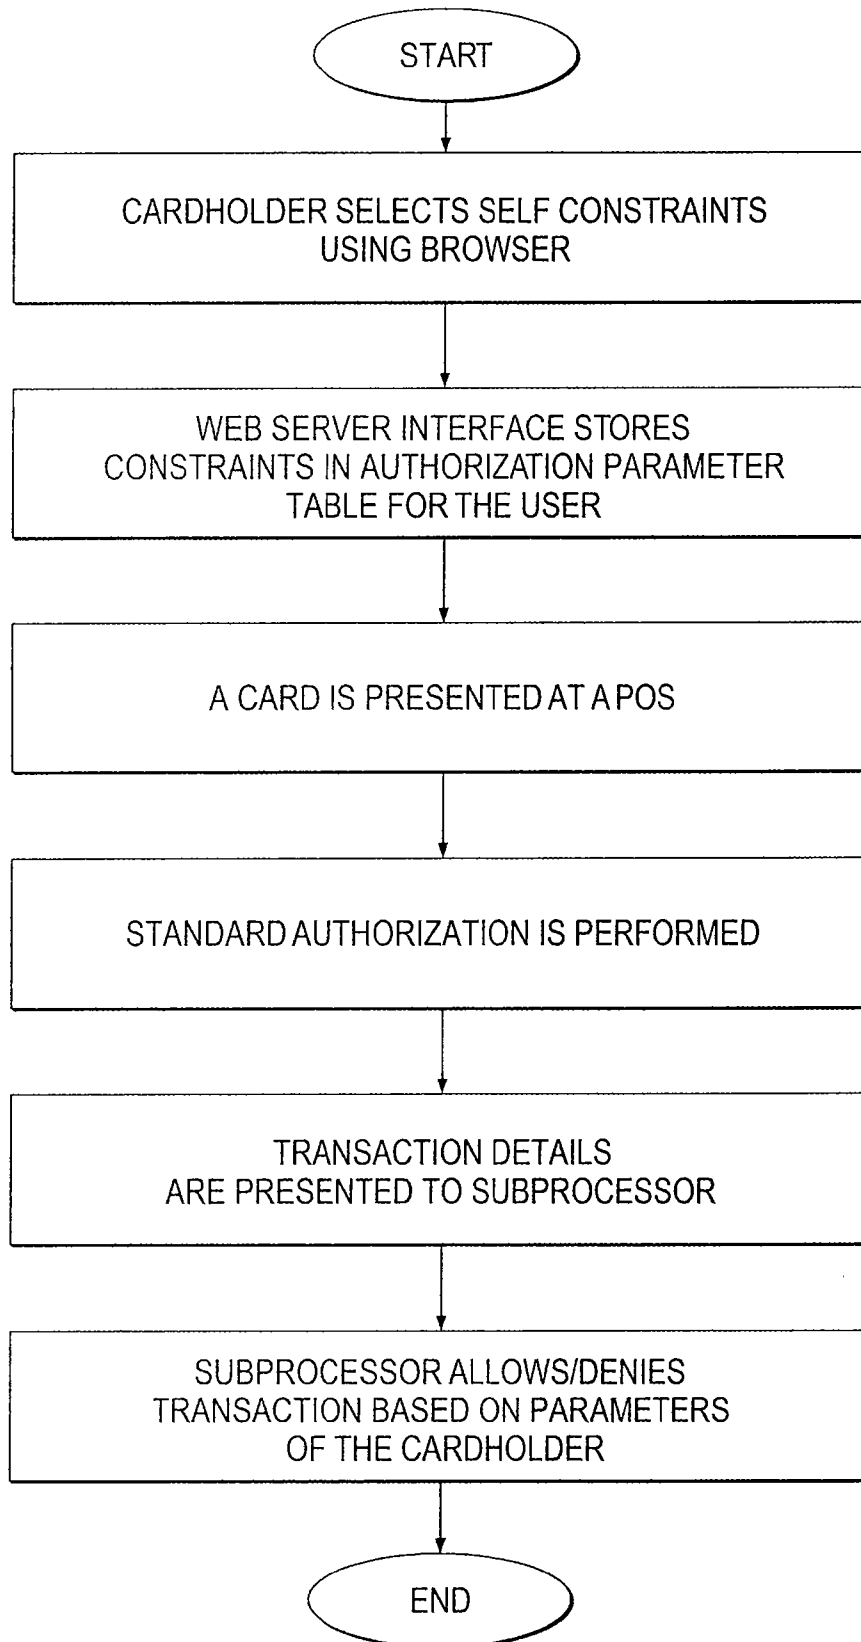 START
CARDHOLDER SELECTS SELF CONSTRAINTS
USING BROWSER
WEB SERVER INTERFACE STORES
CONSTRAINTS IN AUTHORIZATION PARAMETER
TABLE FOR THE USER
A CARD IS PRESENTED AT A POS
STANDARD AUTHORIZATION IS PERFORMED
TRANSACTION DETAILS
ARE PRESENTED TO SUBPROCESSOR
SUBPROCESSOR ALLOWS/DENIES
TRANSACTION BASED ON PARAMETERS
OF THE CARDHOLDER
END